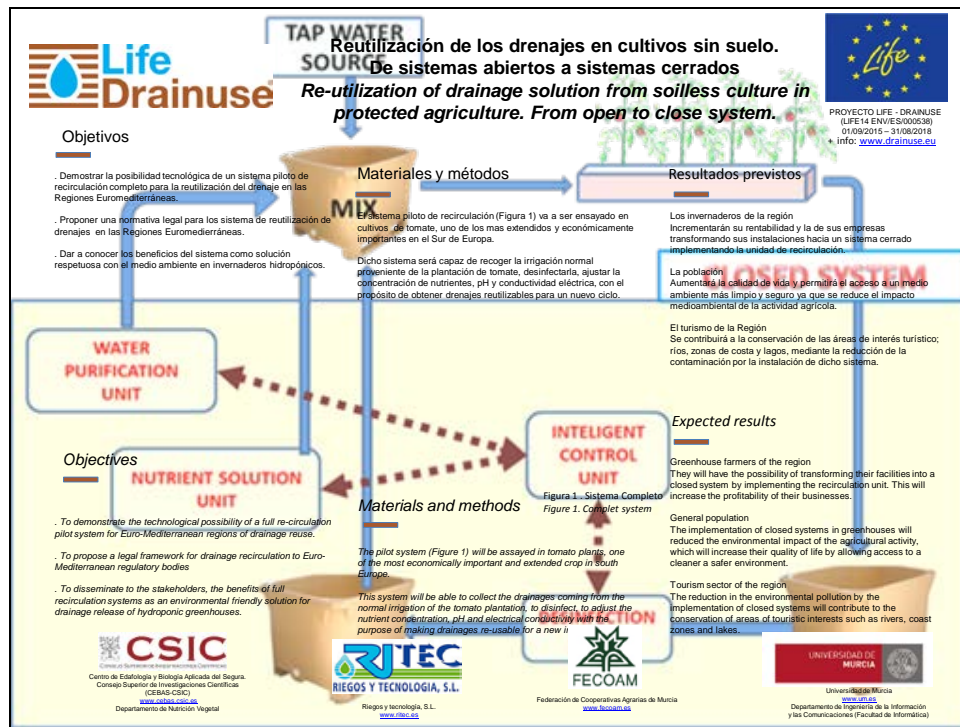 TAP WATER
SOURCE
Life
Drainuse
Reutilización de los drenajes en cultivos sin suelo.
De sistemas abiertos a sistemas cerrados
Re-utilization of drainage solution from soilless culture in
protected agriculture. From open to close system.
Life
PROYECTO LIFE - DRAINUSE
(LIFE14 ENV/ES/000538)
01/09/2015 – 31/08/2018
+ info: www.drainuse.eu
Objetivos
. Demostrar la posibilidad tecnológica de un sistema piloto de
recirculación completo para la reutilización del drenaje en las
Regiones Euromediterráneas.
. Proponer una normativa legal para los sistema de reutilización de
drenajes en las Regiones Euromedierráneas.
. Dar a conocer los beneficios del sistema como solución
respetuosa con el medio ambiente en invernaderos hidropónicos.
MIX
Materiales y métodos
El sistema piloto de recirculación (Figura 1) va a ser ensayado en
cultivos de tomate, uno de los mas extendidos y económicamente
importantes en el Sur de Europa.
Dicho sistema será capaz de recoger la irrigación normal
proveniente de la plantación de tomate, desinfectarla, ajustar la
concentración de nutrientes, pH y conductividad eléctrica, con el
propósito de obtener drenajes reutilizables para un nuevo ciclo.
Resultados previstos
Los invernaderos de la región
Incrementarán su rentabilidad y la de sus empresas
transformando sus instalaciones hacia un sistema cerrado
implementando la unidad de recirculación.
CLOSED SYSTEM
La población
Aumentará la calidad de vida y permitirá el acceso a un medio
ambiente más limpio y seguro ya que se reduce el impacto
medioambiental de la actividad agrícola.
El turismo de la Región
Se contribuirá a la conservación de las áreas de interés turístico;
ríos, zonas de costa y lagos, mediante la reducción de la
contaminación por la instalación de dicho sistema.
WATER
PURIFICATION
UNIT
INTELIGENT
CONTROL
UNIT
Figura 1 . Sistema Completo
Figure 1. Complet system
NUTRIENT SOLUTION
UNIT
Objectives
. To demonstrate the technological possibility of a full re-circulation
pilot system for Euro-Mediterranean regions of drainage reuse.
. To propose a legal framework for drainage recirculation to Euro-
Mediterranean regulatory bodies
. To disseminate to the stakeholders, the benefits of full
recirculation systems as an environmental friendly solution for
drainage release of hydroponic greenhouses.
Materials and methods
The pilot system (Figure 1) will be assayed in tomato plants, one
of the most economically important and extended crop in south
Europe.
This system will be able to collect the drainages coming from the
normal irrigation of the tomato plantation, to disinfect, to adjust the
nutrient concentration, pH and electrical conductivity with the
purpose of making drainages re-usable for a new
DESINFECTION
Expected results
Greenhouse farmers of the region
They will have the possibility of transforming their facilities into a
closed system by implementing the recirculation unit. This will
increase the profitability of their businesses.
General population
The implementation of closed systems in greenhouses will
reduced the environmental impact of the agricultural activity,
which will increase their quality of life by allowing access to a
cleaner a safer environment.
Tourism sector of the region
The reduction in the environmental pollution by the
implementation of closed systems will contribute to the
conservation of areas of touristic interests such as rivers, coast
zones and lakes.
CSIC
CONSEJO SUPERIOR DE INVESTIGACIONES CIENTÍFICAS
Centro de Edafología y Biología Aplicada del Segura.
Consejo Superior de Investigaciones Científicas
(CEBAS-CSIC)
www.cebas.csic.es
Departamento de Nutrición Vegetal
RITEC
RIEGOS Y TECNOLOGÍA, S.L.
Riegos y tecnología, S.L.
www.ritec.es
FECOAM
Federación de Cooperativas Agrarias de Murcia
www.fecoam.es
UNIVERSIDAD DE
MURCIA
Universidad de Murcia
www.um.es
Departamento de Ingeniería de la Información
y las Comunicaciones (Facultad de Informática)